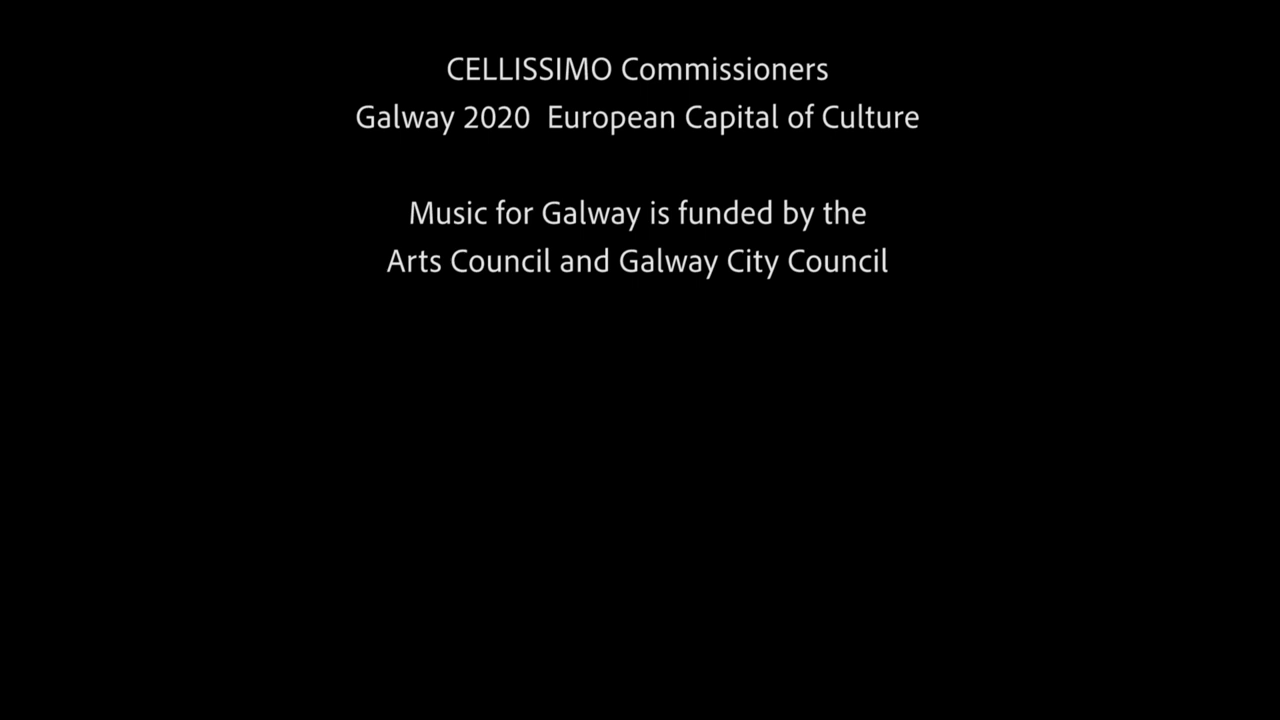 CELLISSIMO Commissioners
Galway 2020  European Capital of Culture
Music for Galway is funded by the
Arts Council and Galway City Council